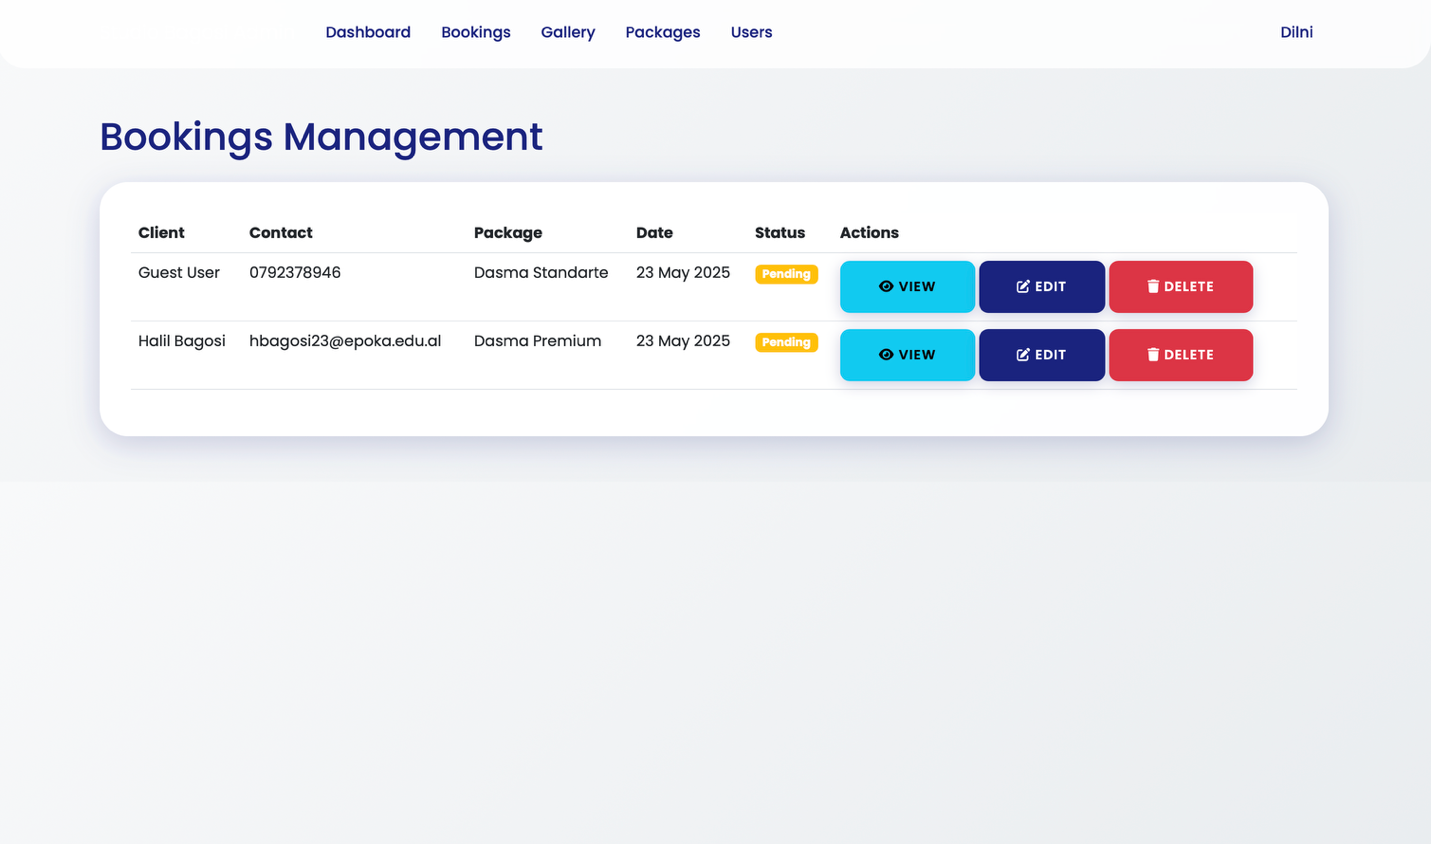 Dashboard Bookings Gallery Packages Users Dilni
Bookings Management
Client Contact Package Date Status Actions
Guest User 0792378946 Dasma Standarte 23 May 2025 Pending VIEW EDIT DELETE
Halil Bagosi hbagosi23@epoka.edu.al Dasma Premium 23 May 2025 Pending VIEW EDIT DELETE